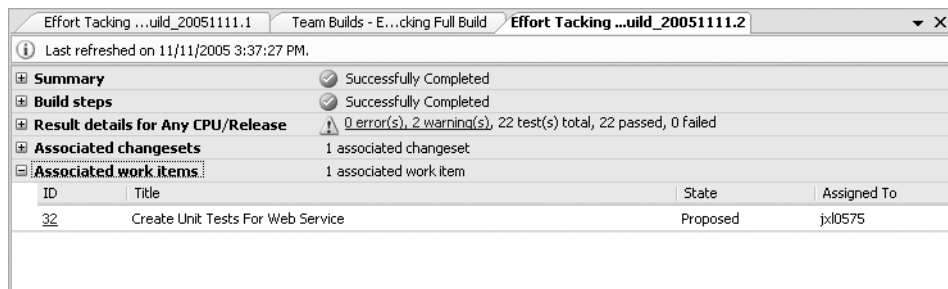 Effort Tacking ...uild_20051111.1 Team Builds - E...cking Full Build Effort Tacking ...uild_20051111.2
Last refreshed on 11/11/2005 3:37:27 PM.
Summary Successfully Completed
Build steps Successfully Completed
Result details for Any CPU/Release 0 error(s), 2 warning(s), 22 test(s) total, 22 passed, 0 failed
Associated changesets 1 associated changeset
Associated work items 1 associated work item
ID Title State Assigned To
32 Create Unit Tests For Web Service Proposed jxl0575